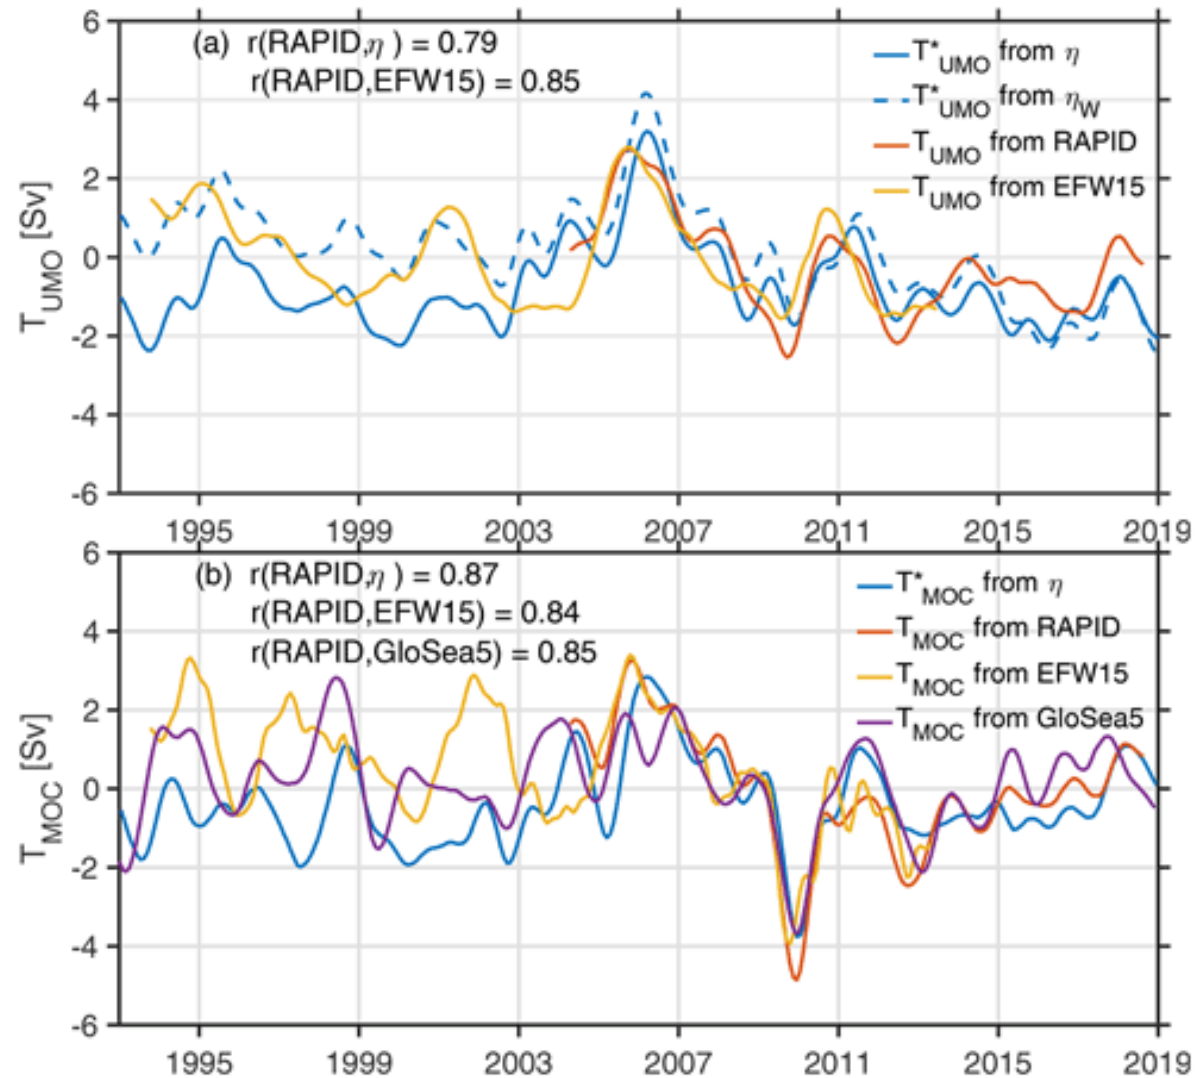 (a) r(RAPID,η ) = 0.79
r(RAPID,EFW15) = 0.85
T*UMO from η
T*UMO from ηW
TUMO from RAPID
TUMO from EFW15
TUMO [Sv]
6
4
2
0
-2
-4
-6
1995 1999 2003 2007 2011 2015 2019
(b) r(RAPID,η ) = 0.87
r(RAPID,EFW15) = 0.84
r(RAPID,GloSea5) = 0.85
T*MOC from η
TMOC from RAPID
TMOC from EFW15
TMOC from GloSea5
TMOC [Sv]
6
4
2
0
-2
-4
-6
1995 1999 2003 2007 2011 2015 2019